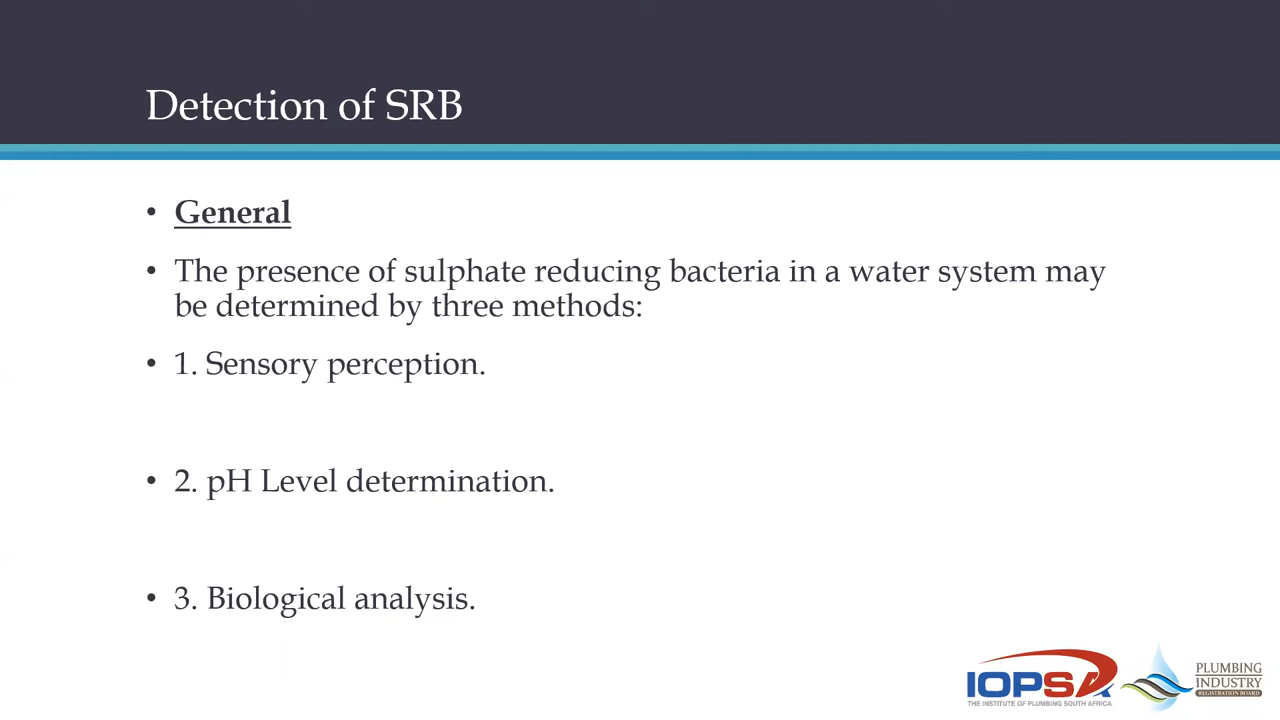 Detection of SRB
• General
• The presence of sulphate reducing bacteria in a water system may
be determined by three methods:
• 1. Sensory perception.
• 2. pH Level determination.
• 3. Biological analysis.
IOPSA
THE INSTITUTE OF PLUMBING SOUTH AFRICA
PLUMBING
INDUSTRY
REGISTRATION BOARD